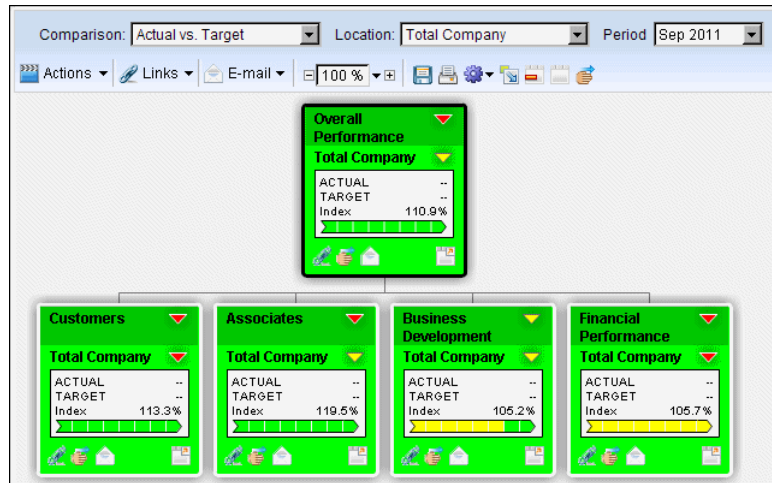 Comparison: Actual vs. Target Location: Total Company Period Sep 2011
Actions Links E-mail 100 %
Overall
Performance
Total Company
ACTUAL --
TARGET --
Index 110.9%
Customers
Total Company
ACTUAL --
TARGET --
Index 113.3%
Associates
Total Company
ACTUAL --
TARGET --
Index 119.5%
Business
Development
Total Company
ACTUAL --
TARGET --
Index 105.2%
Financial
Performance
Total Company
ACTUAL --
TARGET --
Index 105.7%